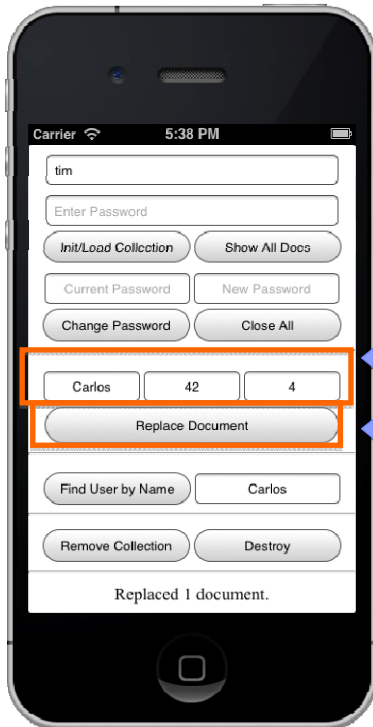 Carrier 5:38 PM
tim
Enter Password
Init/Load Collection Show All Docs
Current Password New Password
Change Password Close All
Carlos 42 4
Replace Document
Find User by Name Carlos
Remove Collection Destroy
Replaced 1 document.